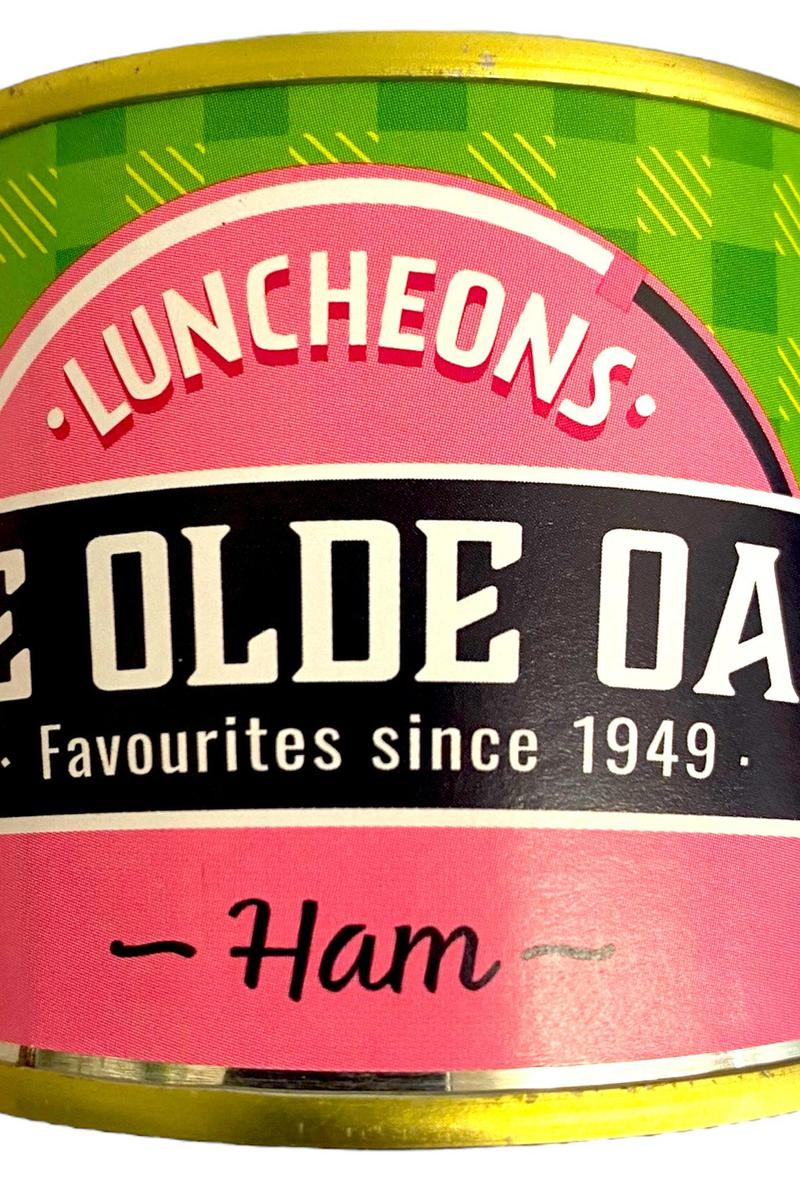 ·LUNCHEONS·
E OLDE OA
· Favourites since 1949 ·
~ Ham ~